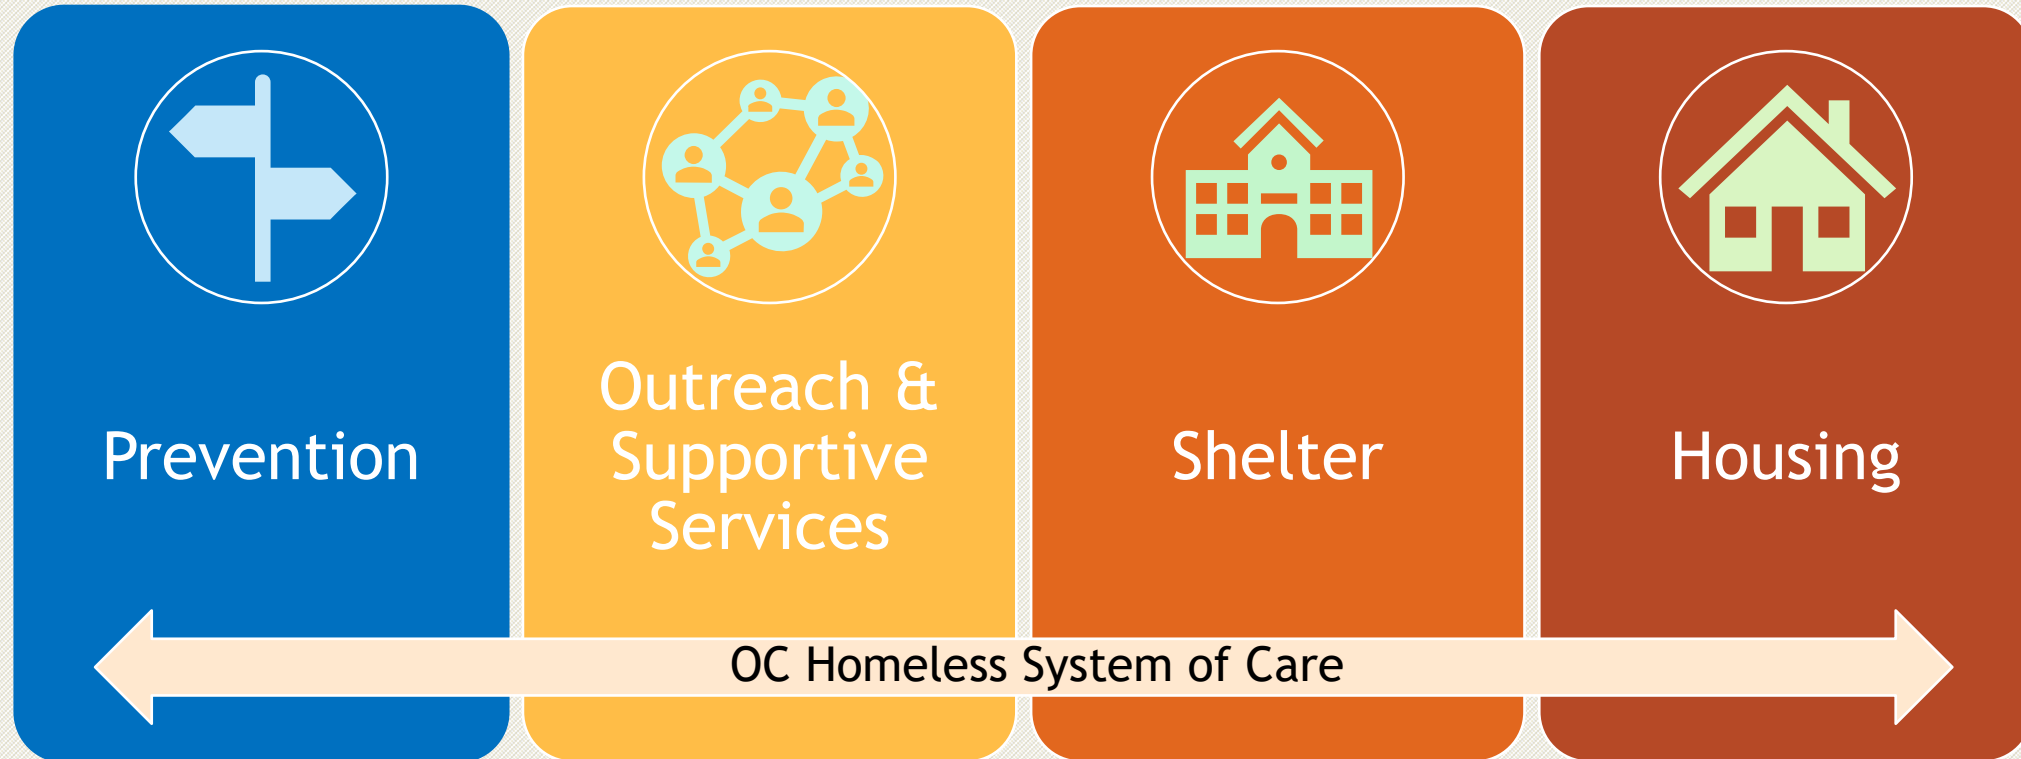 Prevention
Outreach &
Supportive
Services
Shelter
Housing
OC Homeless System of Care